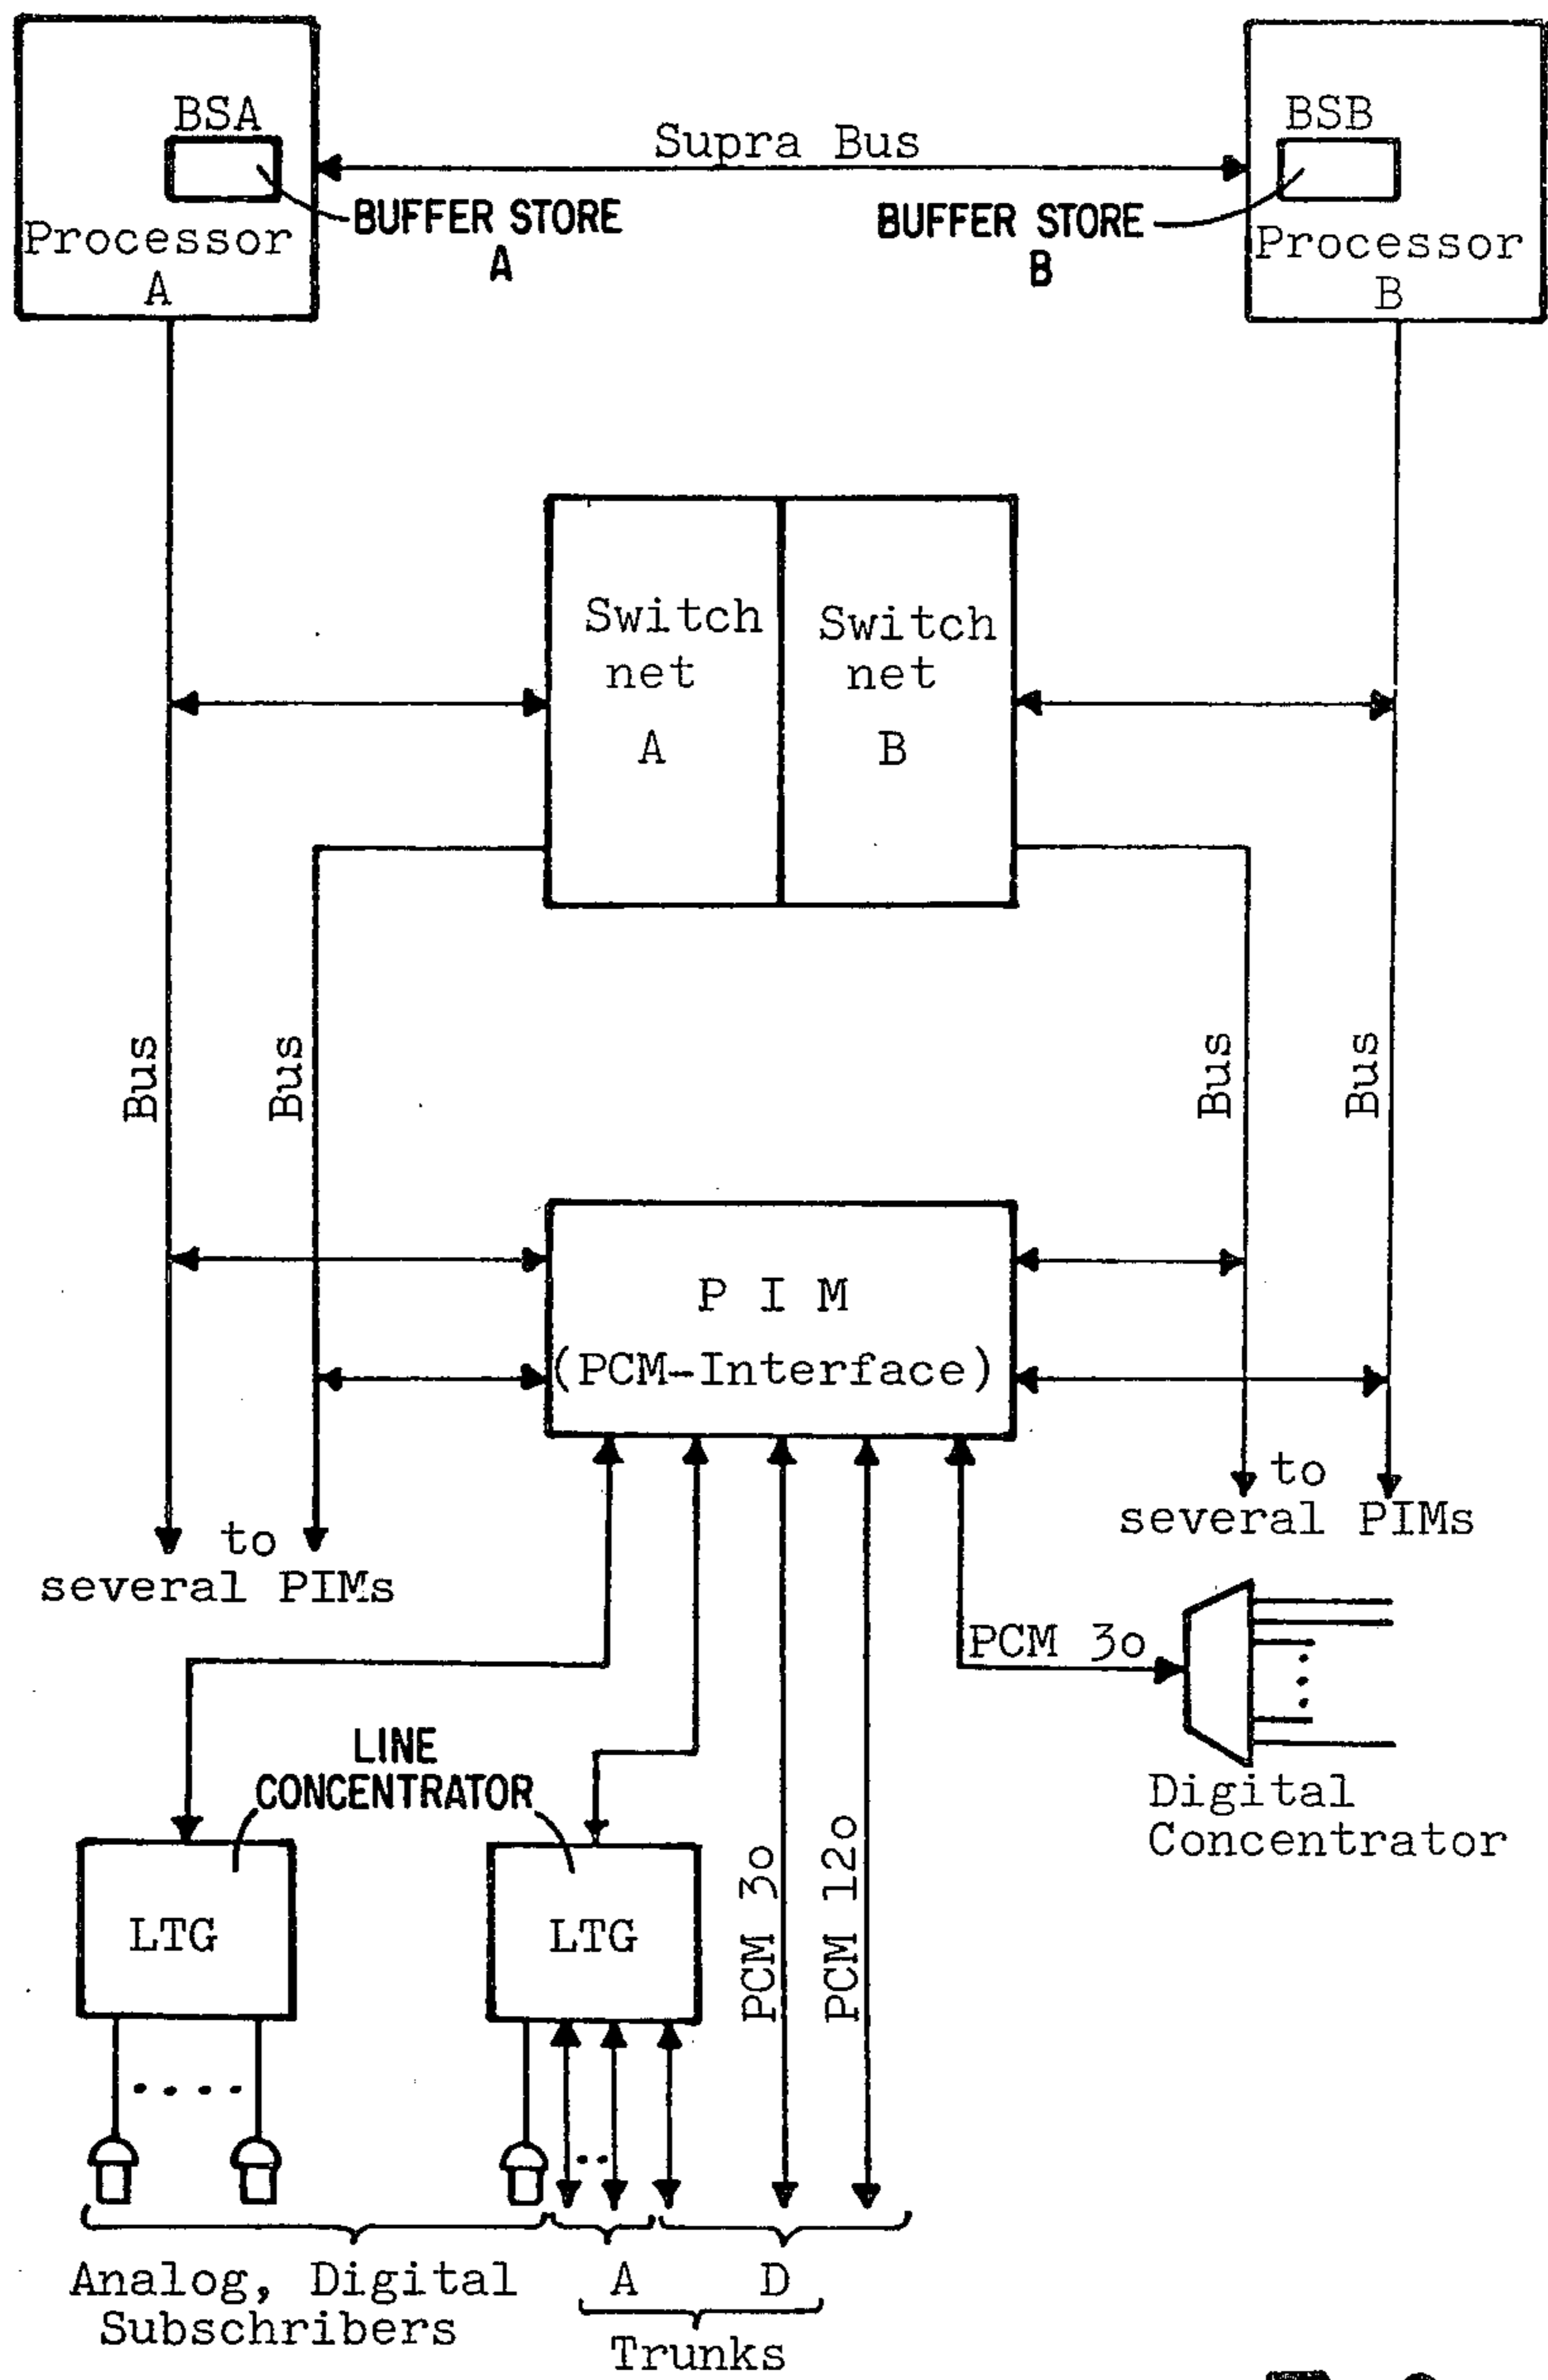 BSA
Supra Bus
BSB
BUFFER STORE
A
BUFFER STORE
B
Processor
A
Processor
B
Switch
net
A
Switch
net
B
Bus
Bus
Bus
Bus
P I M
(PCM-Interface)
to
several PIMs
to
several PIMs
PCM 3o
LINE
CONCENTRATOR
Digital
Concentrator
LTG
LTG
PCM 3o
PCM 12o
Analog, Digital
Subschribers
A
D
Trunks